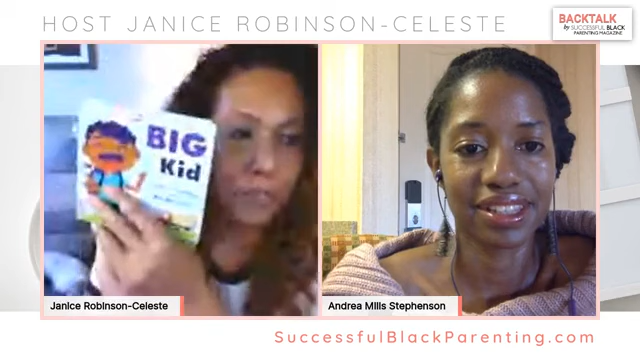 HOST JANICE ROBINSON-CELESTE
BACKTALK
by SUCCESSFUL BLACK
PARENTING MAGAZINE
BIG
Kid
Janice Robinson-Celeste
Andrea Mills Stephenson
SuccessfulBlackParenting.com